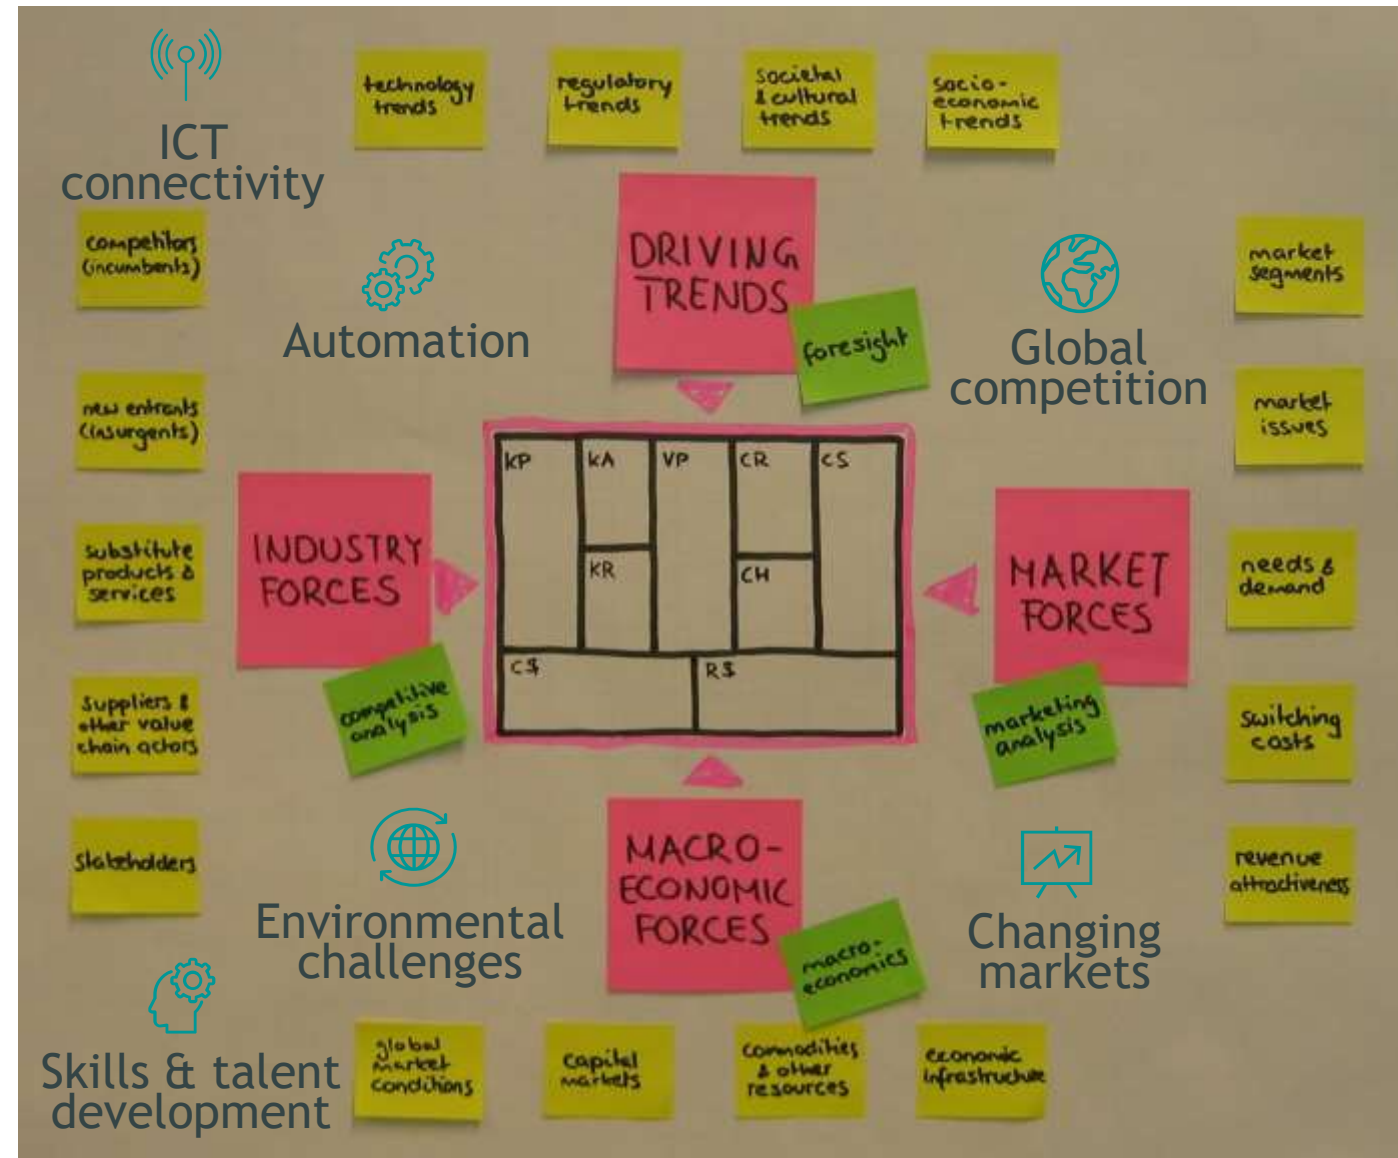 ICT
connectivity
technology
trends
regulatory
trends
societal
& cultural
trends
socio-
economic
trends
competitors
(incumbents)
Automation
DRIVING
TRENDS
foresight
Global
competition
market
segments
new entrants
(insurgents)
market
issues
INDUSTRY
FORCES
competitive
analysis
KP
KA
VP
CR
CS
KR
CH
C$
R$
MARKET
FORCES
marketing
analysis
substitute
products &
services
needs &
demand
suppliers &
other value
chain actors
switching
costs
stakeholders
revenue
attractiveness
Environmental
challenges
MACRO-
ECONOMIC
FORCES
macro-
economics
Changing
markets
Skills & talent
development
global
market
conditions
capital
markets
commodities
& other
resources
economic
infrastructure